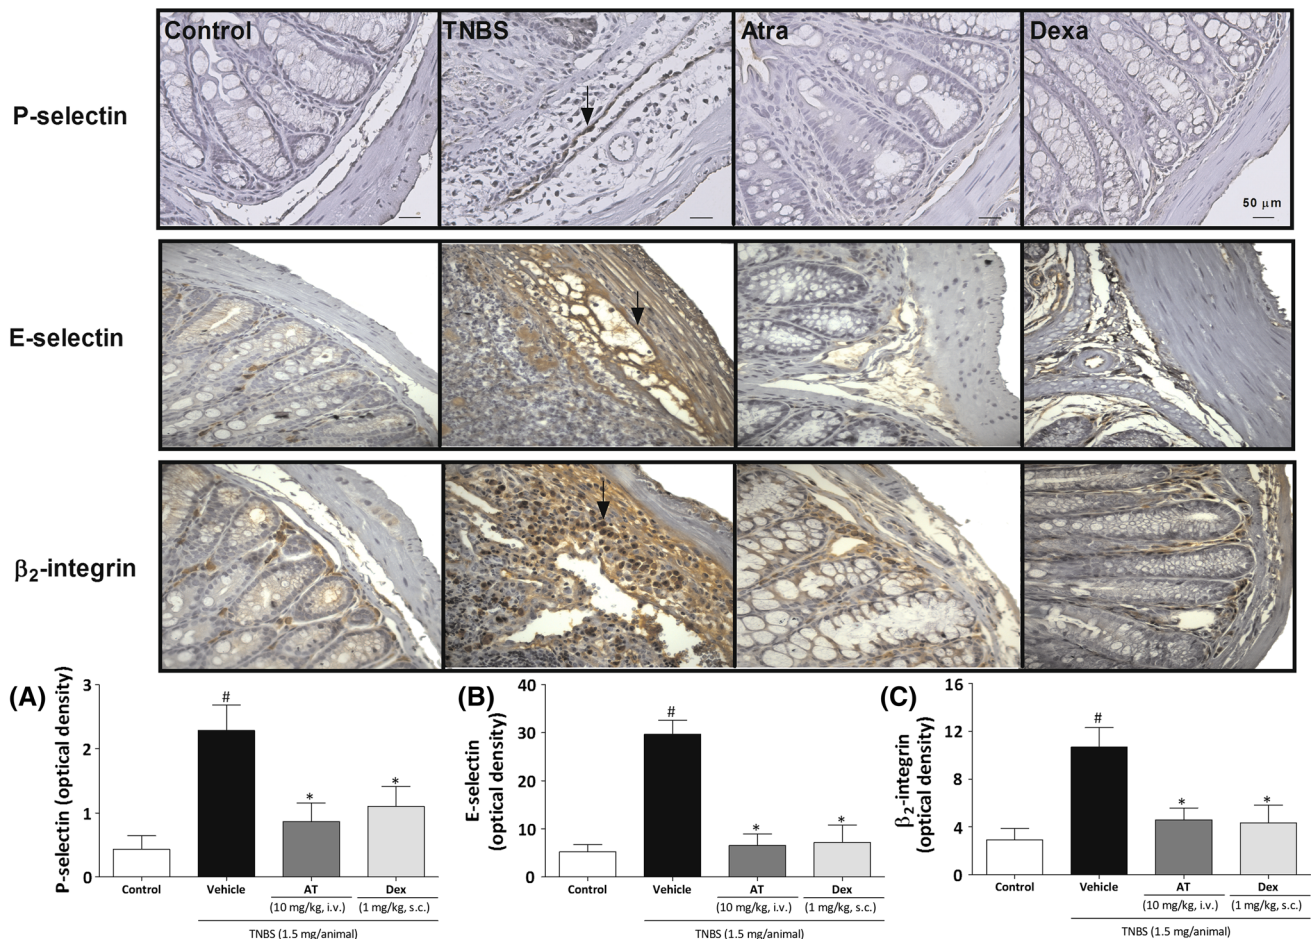 Control TNBS Atra Dexa
P-selectin
50 μm
E-selectin
β2-integrin
(A)
P-selectin (optical density)
3
2
1
0
#
*
*
Control Vehicle AT Dex
(10 mg/kg, i.v.) (1 mg/kg, s.c.)
TNBS (1.5 mg/animal)
(B)
E-selectin
(optical density)
40
30
20
10
0
#
*
*
Control Vehicle AT Dex
(10 mg/kg, i.v.) (1 mg/kg, s.c.)
TNBS (1.5 mg/animal)
(C)
β2-integrin
(optical density)
16
12
8
4
0
#
*
*
Control Vehicle AT Dex
(10 mg/kg, i.v.) (1 mg/kg, s.c.)
TNBS (1.5 mg/animal)